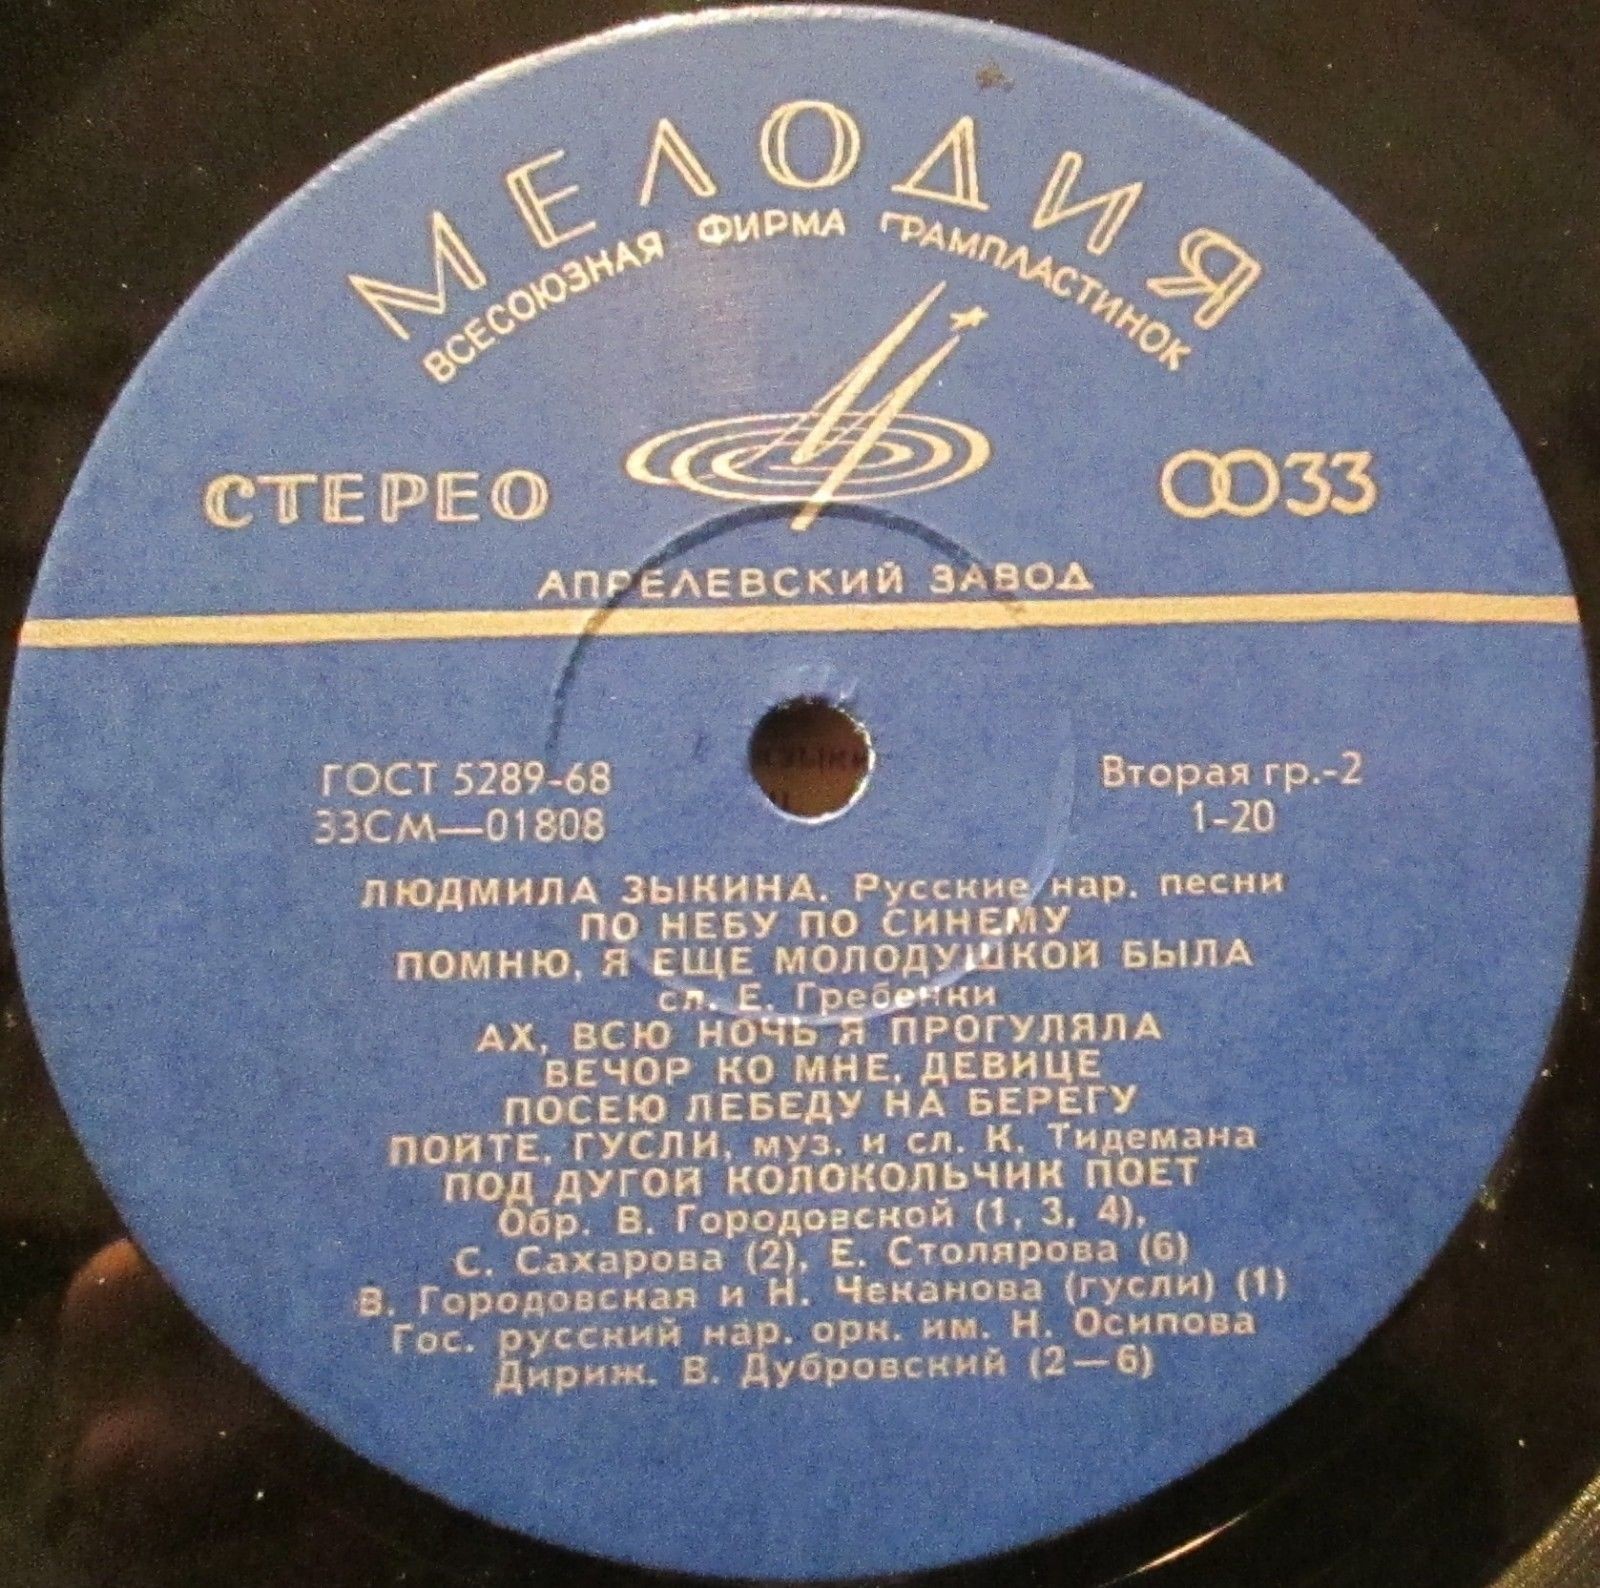 МЕЛОДИЯ
ВСЕСОЮЗНАЯ ФИРМА ГРАМПЛАСТИНОК
СТЕРЕО
33
АПРЕЛЕВСКИЙ ЗАВОД
ГОСТ 5289-68
Вторая гр.-2
33СМ—01808
1-20
ЛЮДМИЛА ЗЫКИНА. Русские нар. песни
ПО НЕБУ ПО СИНЕМУ
ПОМНЮ, Я ЕЩЕ МОЛОДУШКОЙ БЫЛА
сл. Е. Гребенки
АХ, ВСЮ НОЧЬ Я ПРОГУЛЯЛА
ВЕЧОР КО МНЕ, ДЕВИЦЕ
ПОСЕЮ ЛЕБЕДУ НА БЕРЕГУ
ПОЙТЕ, ГУСЛИ, муз. и сл. К. Тидемана
ПОД ДУГОЙ КОЛОКОЛЬЧИК ПОЕТ
Обр. В. Городовской (1, 3, 4),
С. Сахарова (2), Е. Столярова (6)
В. Городовская и Н. Чеканова (гусли) (1)
Гос. русский нар. орк. им. Н. Осипова
Дириж. В. Дубровский (2—6)